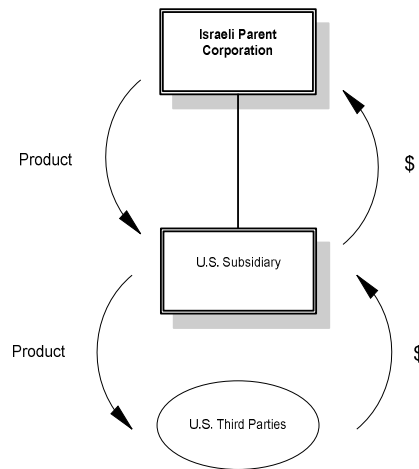 Israeli Parent
Corporation
Product
$
U.S. Subsidiary
Product
$
U.S. Third Parties